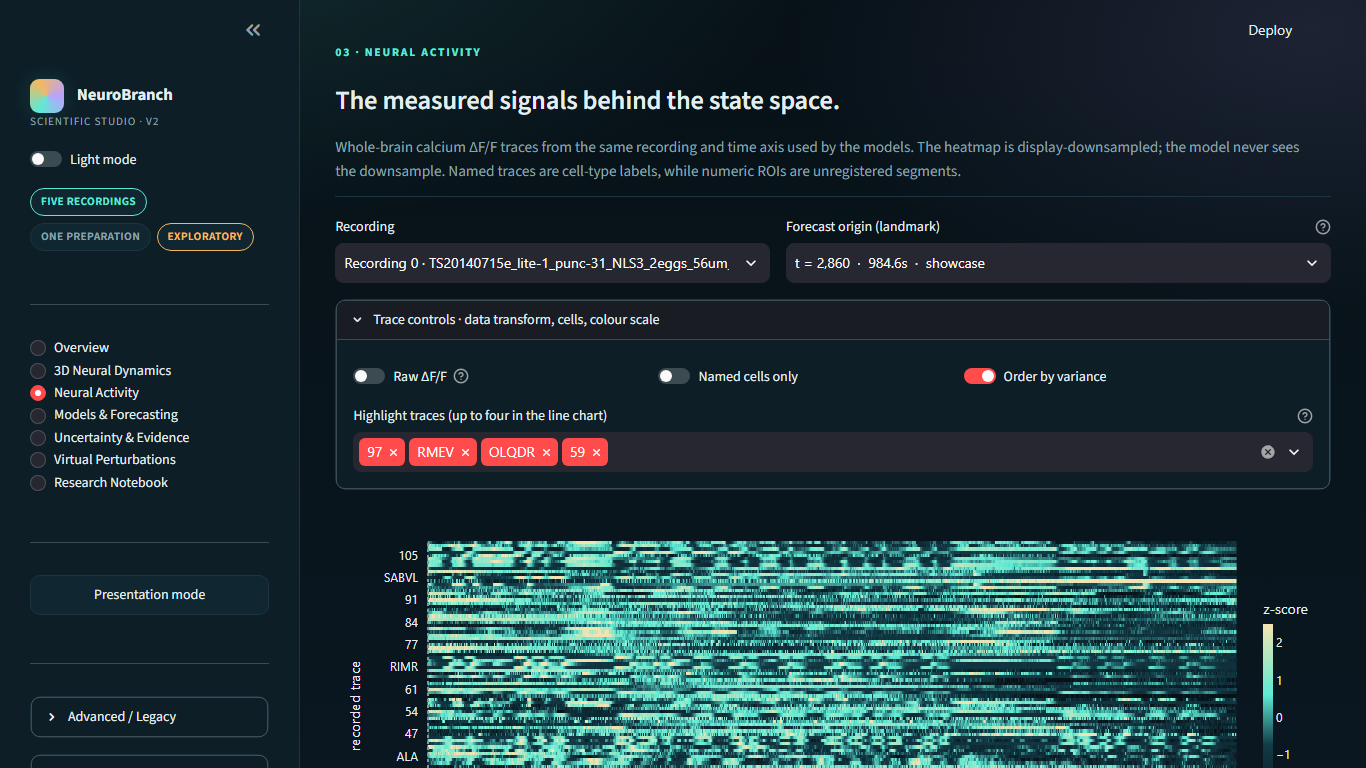 Deploy
NeuroBranch
SCIENTIFIC STUDIO · V2
Light mode
FIVE RECORDINGS
ONE PREPARATION
EXPLORATORY
Overview
3D Neural Dynamics
Neural Activity
Models & Forecasting
Uncertainty & Evidence
Virtual Perturbations
Research Notebook
Presentation mode
Advanced / Legacy
03 · NEURAL ACTIVITY
The measured signals behind the state space.
Whole-brain calcium ΔF/F traces from the same recording and time axis used by the models. The heatmap is display-downsampled; the model never sees
the downsample. Named traces are cell-type labels, while numeric ROIs are unregistered segments.
Recording
Recording 0 · TS20140715e_lite-1_punc-31_NLS3_2eggs_56um_
Forecast origin (landmark)
t = 2,860 · 984.6s · showcase
Trace controls · data transform, cells, colour scale
Raw ΔF/F
Named cells only
Order by variance
Highlight traces (up to four in the line chart)
97 ×
RMEV ×
OLQDR ×
59 ×
recorded trace
105
SABVL
91
84
77
RIMR
61
54
47
ALA
z-score
2
1
0
−1